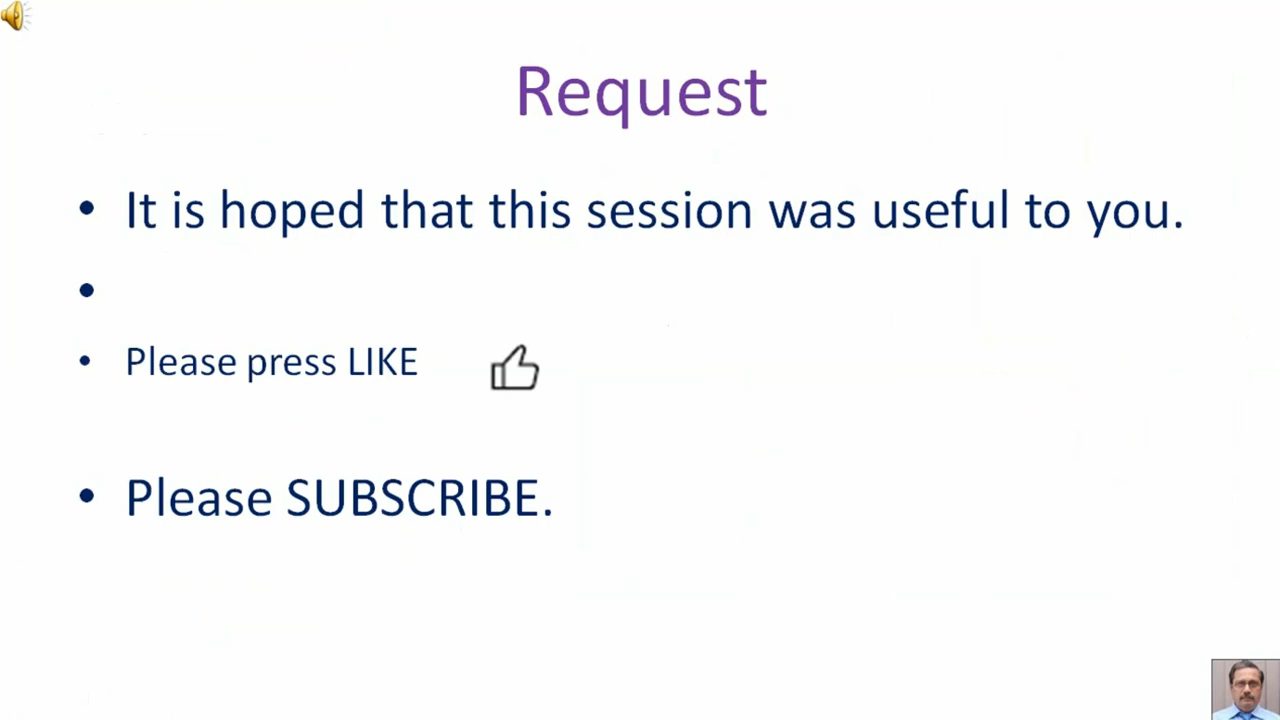 Request
• It is hoped that this session was useful to you.
•
• Please press LIKE
• Please SUBSCRIBE.